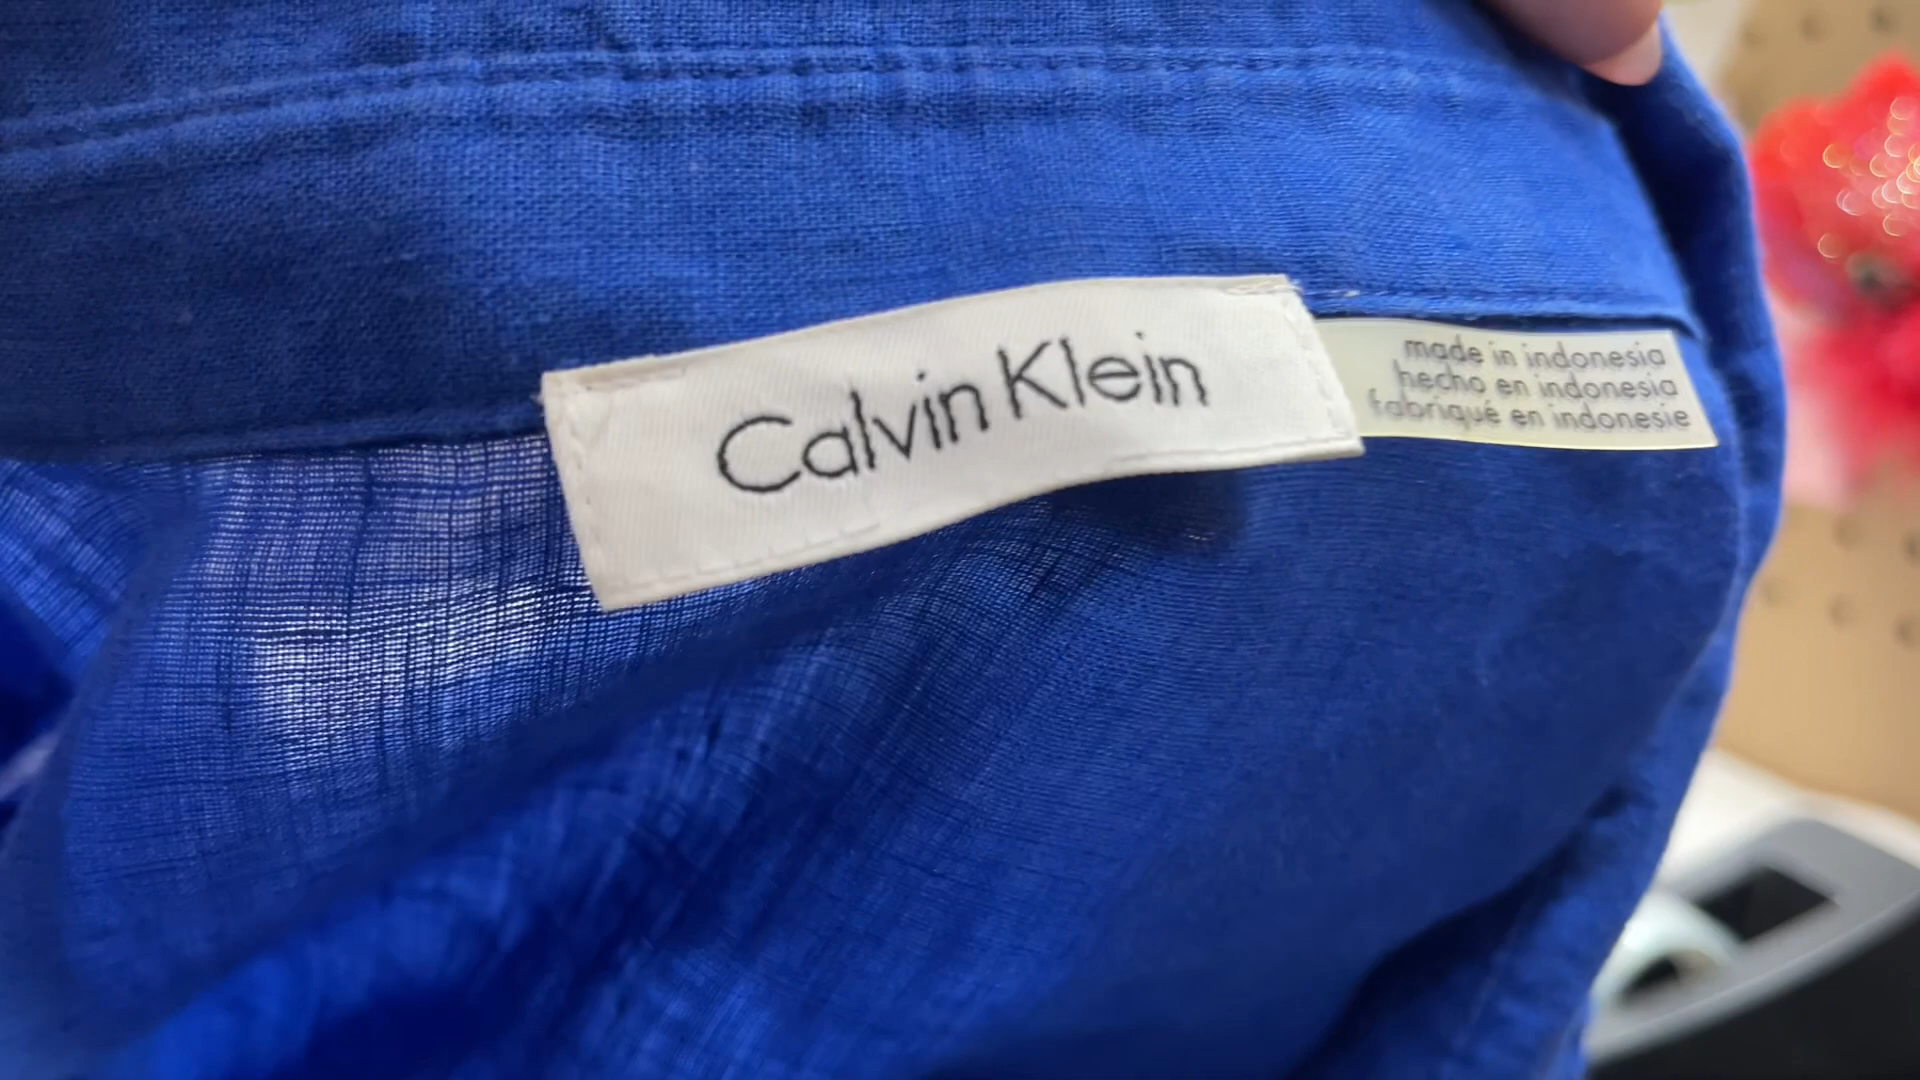 Calvin Klein
made in indonesia
hecho en indonesia
fabriqué en indonesie